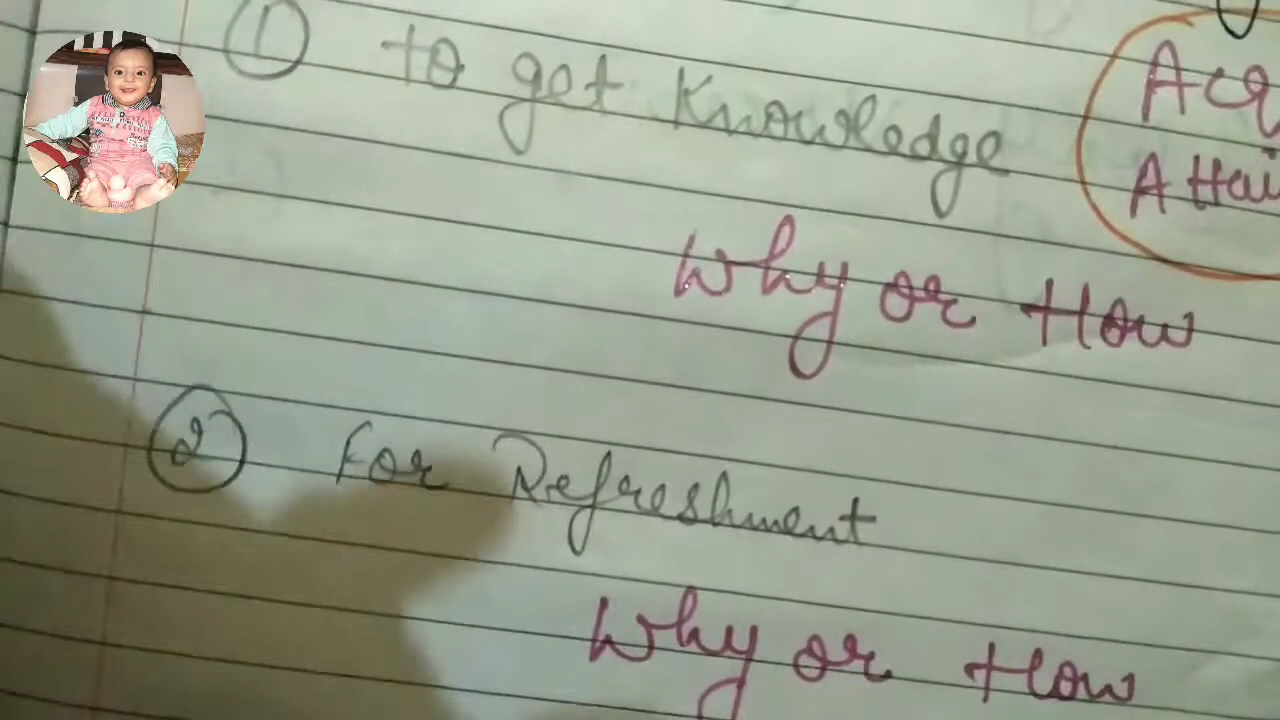 ① to get Knowledge
Why or How
② For Refreshment
Why or How